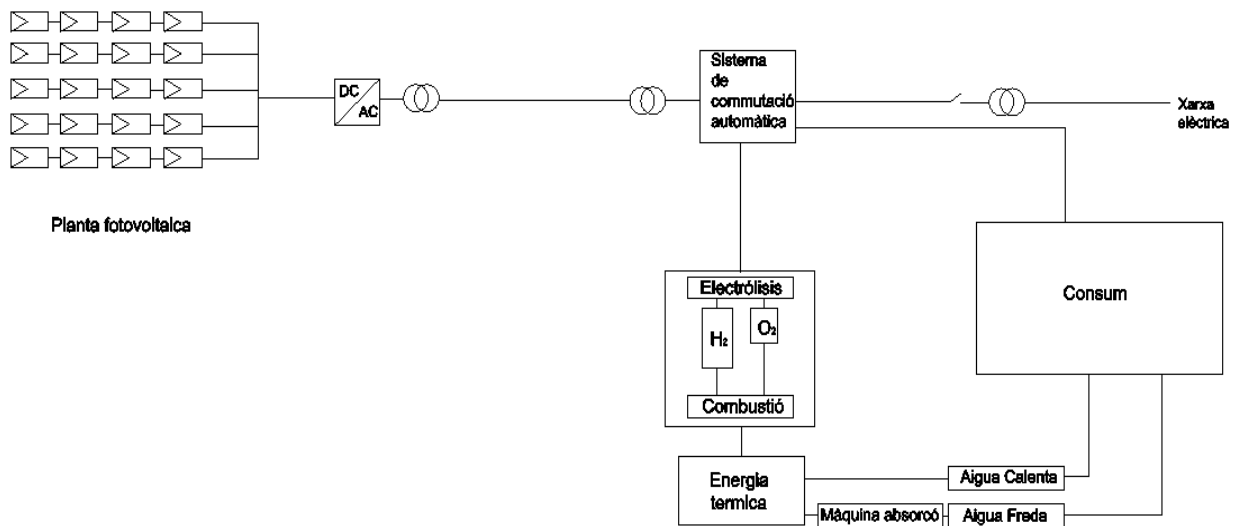 Sistema
de
commutació
automàtica
DC
AC
Xarxa
elèctrica
Planta fotovoltaica
Electrólisis
H₂
O₂
Combustió
Consum
Energia
termica
Aigua Calenta
Màquina absorcó
Aigua Freda